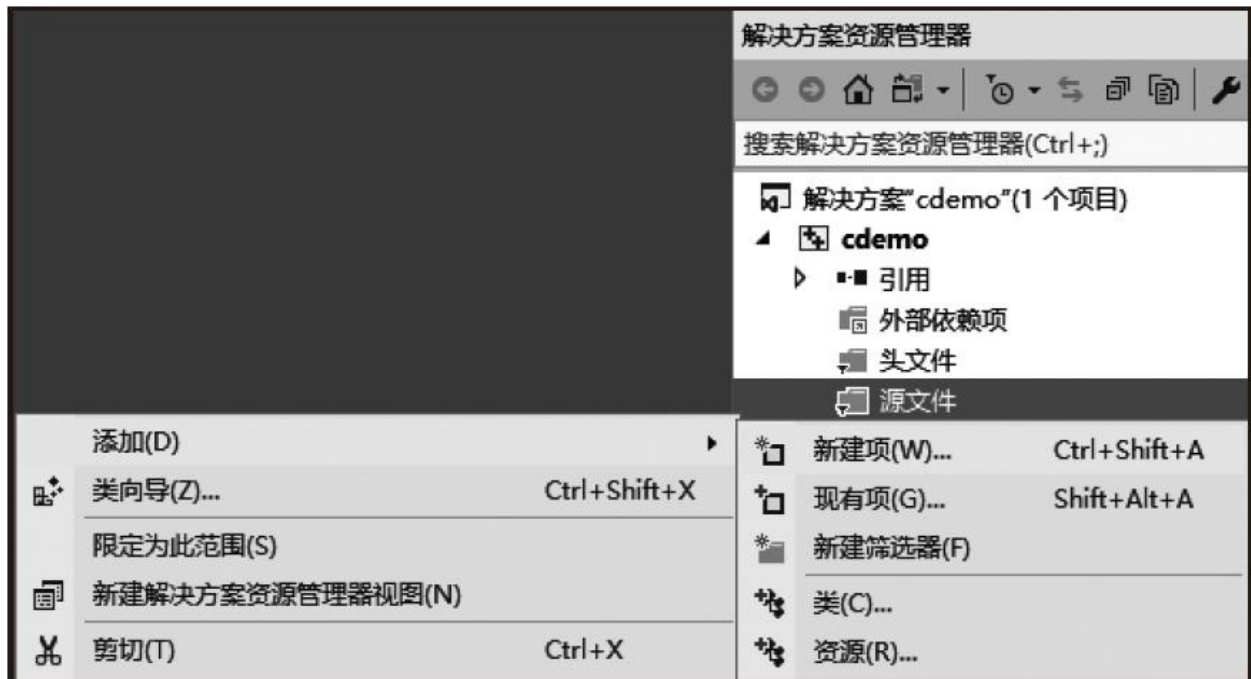 解决方案资源管理器
搜索解决方案资源管理器(Ctrl+;)
解决方案"cdemo"(1 个项目)
cdemo
引用
外部依赖项
头文件
源文件
添加(D)
类向导(Z)... Ctrl+Shift+X
限定为此范围(S)
新建解决方案资源管理器视图(N)
剪切(T) Ctrl+X
新建项(W)... Ctrl+Shift+A
现有项(G)... Shift+Alt+A
新建筛选器(F)
类(C)...
资源(R)...